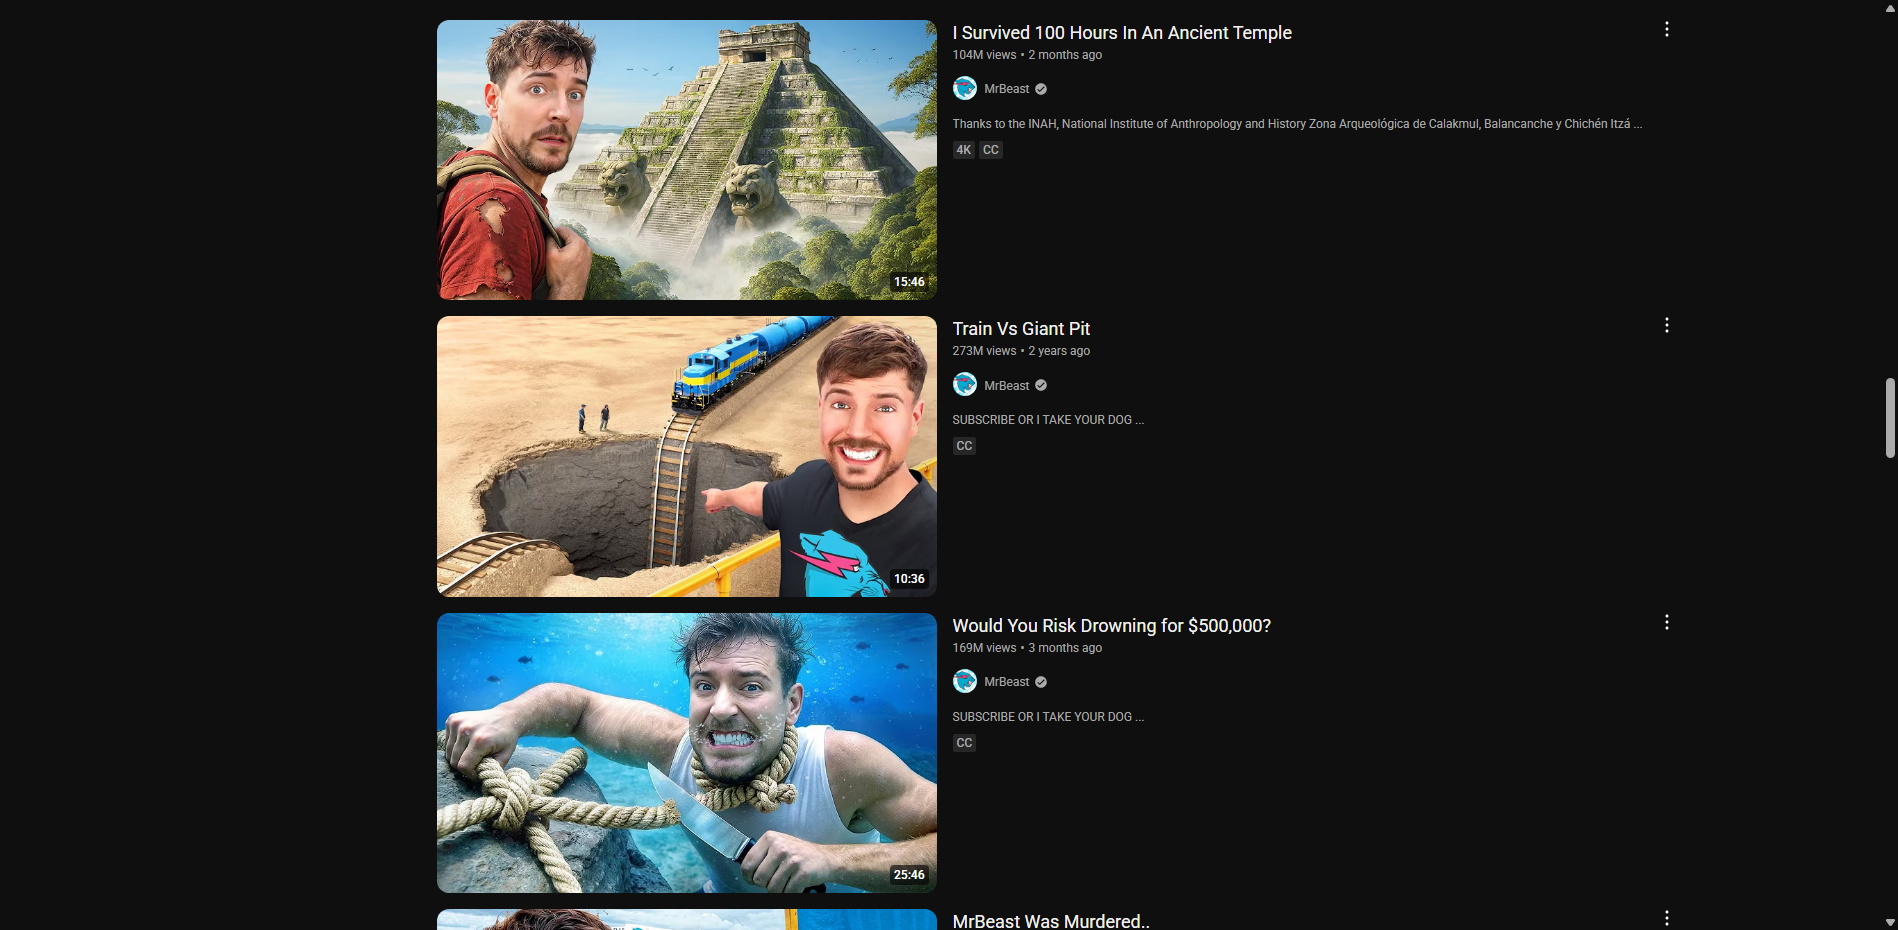 I Survived 100 Hours In An Ancient Temple
104M views • 2 months ago
MrBeast
Thanks to the INAH, National Institute of Anthropology and History Zona Arqueológica de Calakmul, Balancanche y Chichén Itzá ...
4K CC
15:46
Train Vs Giant Pit
273M views • 2 years ago
MrBeast
SUBSCRIBE OR I TAKE YOUR DOG ...
CC
10:36
Would You Risk Drowning for $500,000?
169M views • 3 months ago
MrBeast
SUBSCRIBE OR I TAKE YOUR DOG ...
CC
25:46
MrBeast Was Murdered..